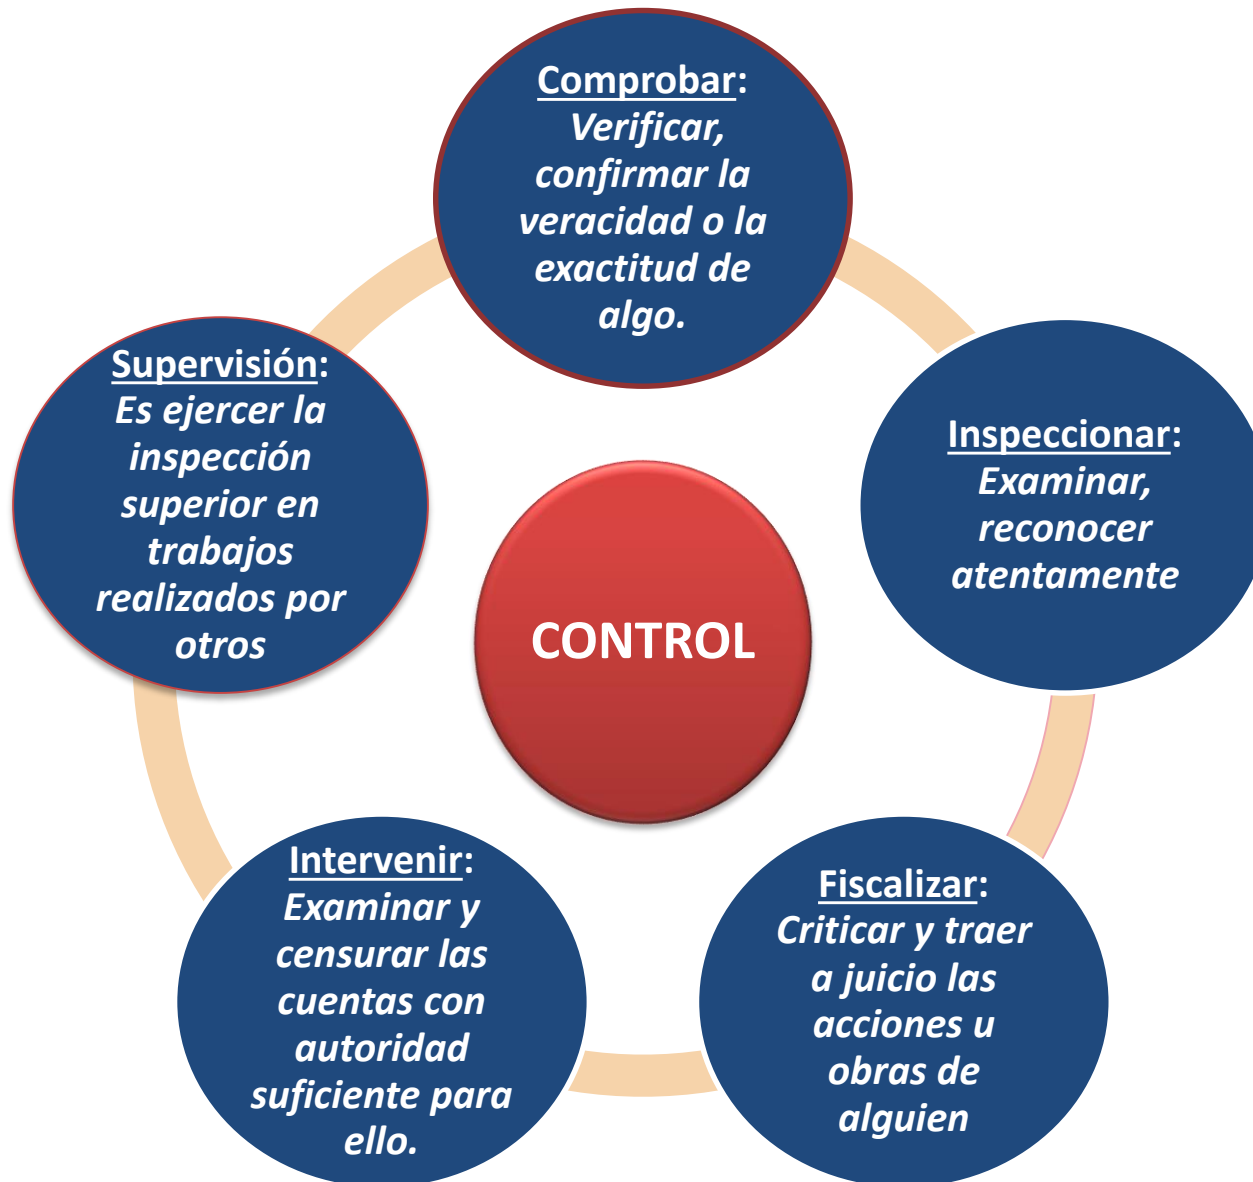 Comprobar:
Verificar,
confirmar la
veracidad o la
exactitud de
algo.
Inspeccionar:
Examinar,
reconocer
atentamente
Fiscalizar:
Criticar y traer
a juicio las
acciones u
obras de
alguien
Intervenir:
Examinar y
censurar las
cuentas con
autoridad
suficiente para
ello.
Supervisión:
Es ejercer la
inspección
superior en
trabajos
realizados por
otros
CONTROL